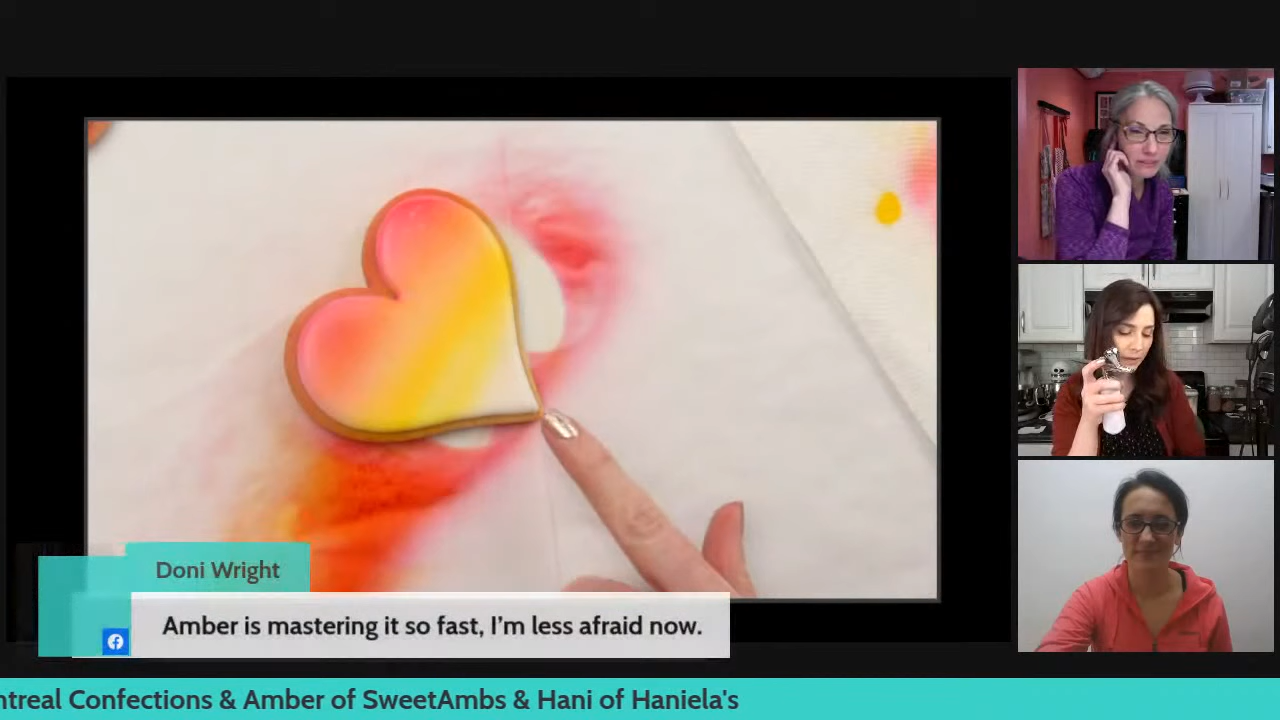 Doni Wright
Amber is mastering it so fast, I'm less afraid now.
ntreal Confections & Amber of SweetAmbs & Hani of Haniela's